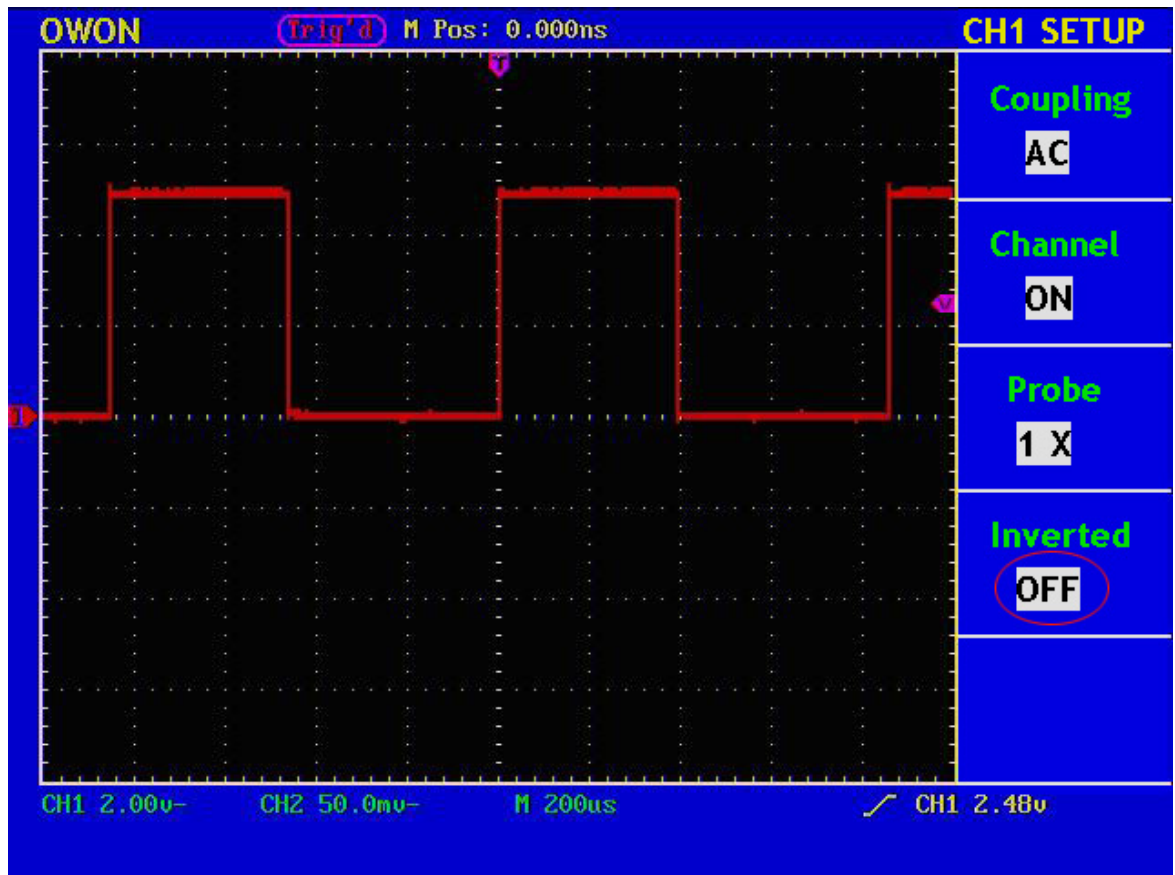 OWON Trig'd M Pos: 0.000ns CH1 SETUP
T
Coupling
AC
Channel
ON
V
Probe
1
1 X
Inverted
OFF
CH1 2.00v- CH2 50.0mv- M 200us CH1 2.48v